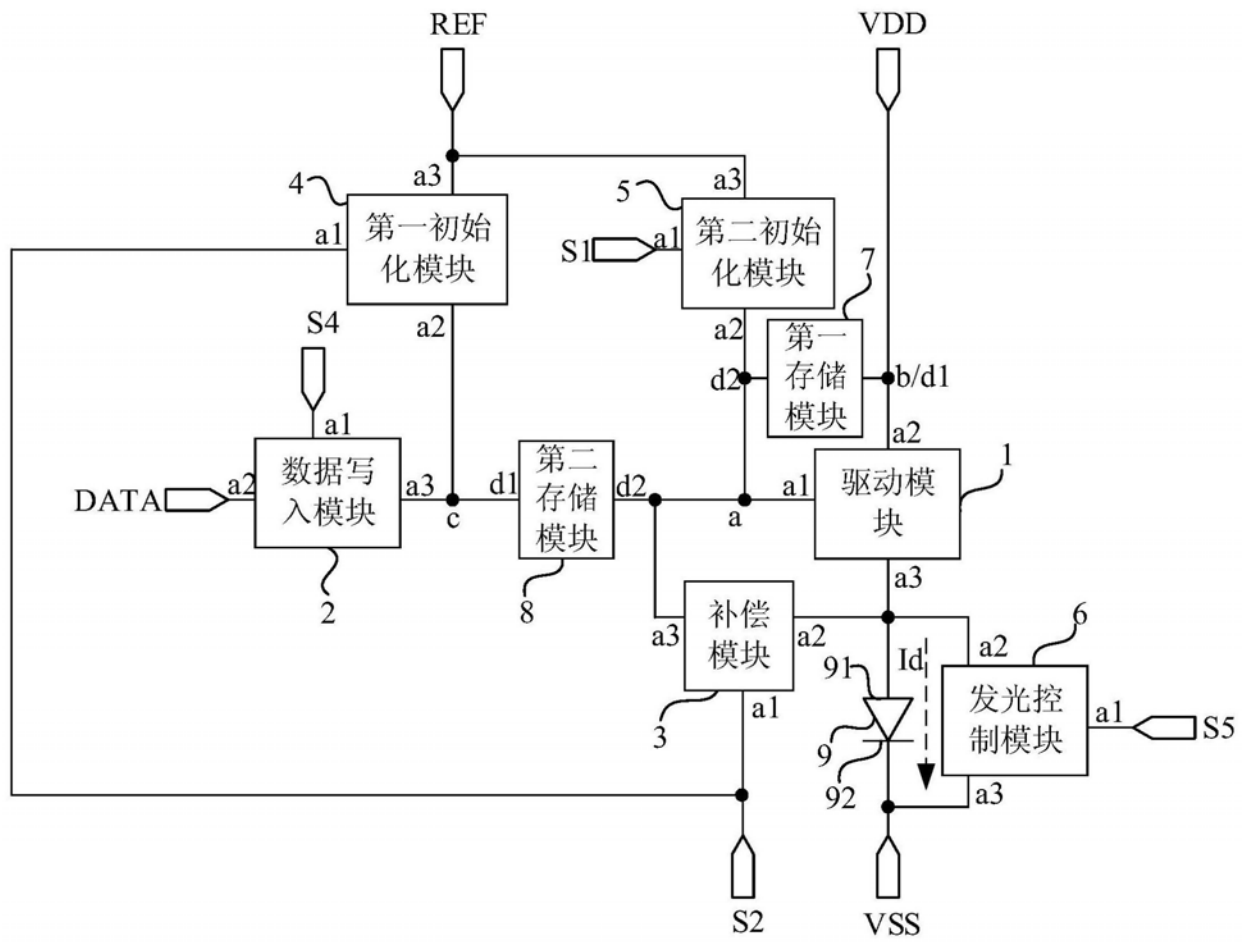 REF
VDD
a3
a3
4
5
a1
第一初始
化模块
S1
a1
第二初始
化模块
7
a2
a2
S4
第一
存储
模块
d2
b/d1
a1
a2
数据写
入模块
第二
存储
模块
驱动模
块
1
DATA
a2
a3
d1
d2
a1
c
a
2
8
a3
补偿
模块
a3
a2
6
a2
Id
91
发光控
制模块
a1
S5
a1
3
9
92
a3
S2
VSS